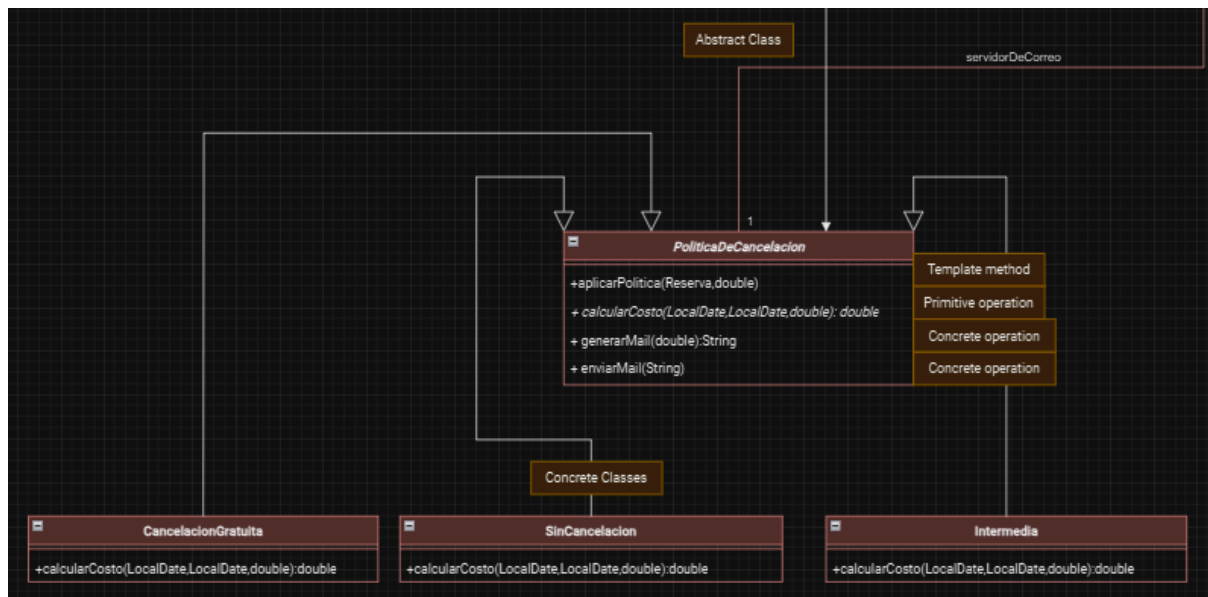 Abstract Class
servidorDeCorreo
1
PoliticaDeCancelacion
+aplicarPolitica(Reserva,double)
+ calcularCosto(LocalDate,LocalDate,double): double
+ generarMail(double):String
+ enviarMail(String)
Template method
Primitive operation
Concrete operation
Concrete operation
Concrete Classes
CancelacionGratuita
+calcularCosto(LocalDate,LocalDate,double):double
SinCancelacion
+calcularCosto(LocalDate,LocalDate,double):double
Intermedia
+calcularCosto(LocalDate,LocalDate,double):double